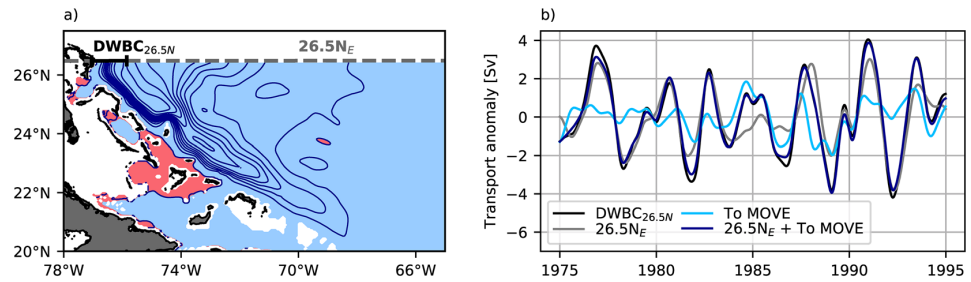 a)
DWBC26.5N
26.5NE
26°N
24°N
22°N
20°N
78°W
74°W
70°W
66°W
b)
Transport anomaly [Sv]
4
2
0
−2
−4
−6
1975
1980
1985
1990
1995
DWBC26.5N
26.5NE
To MOVE
26.5NE + To MOVE